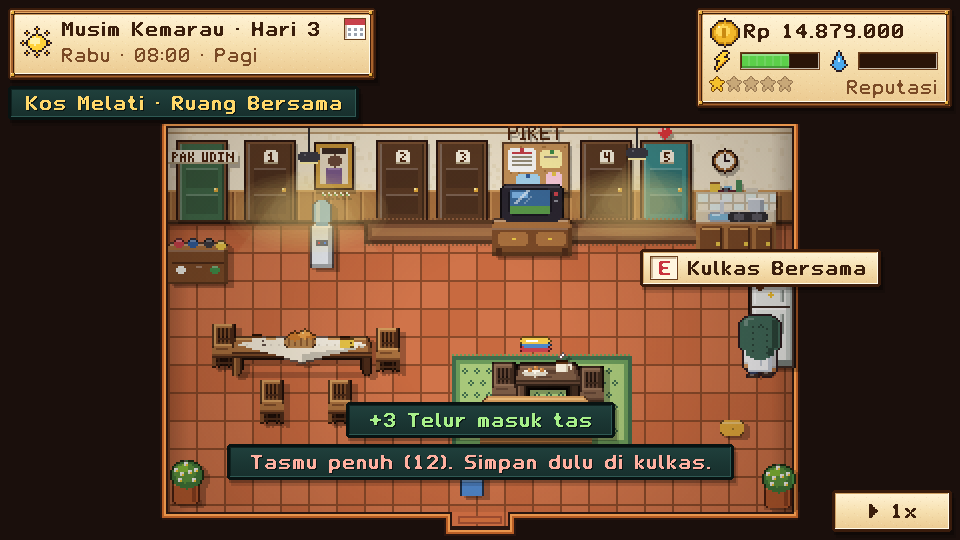 Musim Kemarau · Hari 3
Rabu · 08:00 · Pagi
Rp 14.879.000
Reputasi
Kos Melati · Ruang Bersama
PIKET
PAK UDIN
1
2
3
4
5
E Kulkas Bersama
+3 Telur masuk tas
Tasmu penuh (12). Simpan dulu di kulkas.
1x